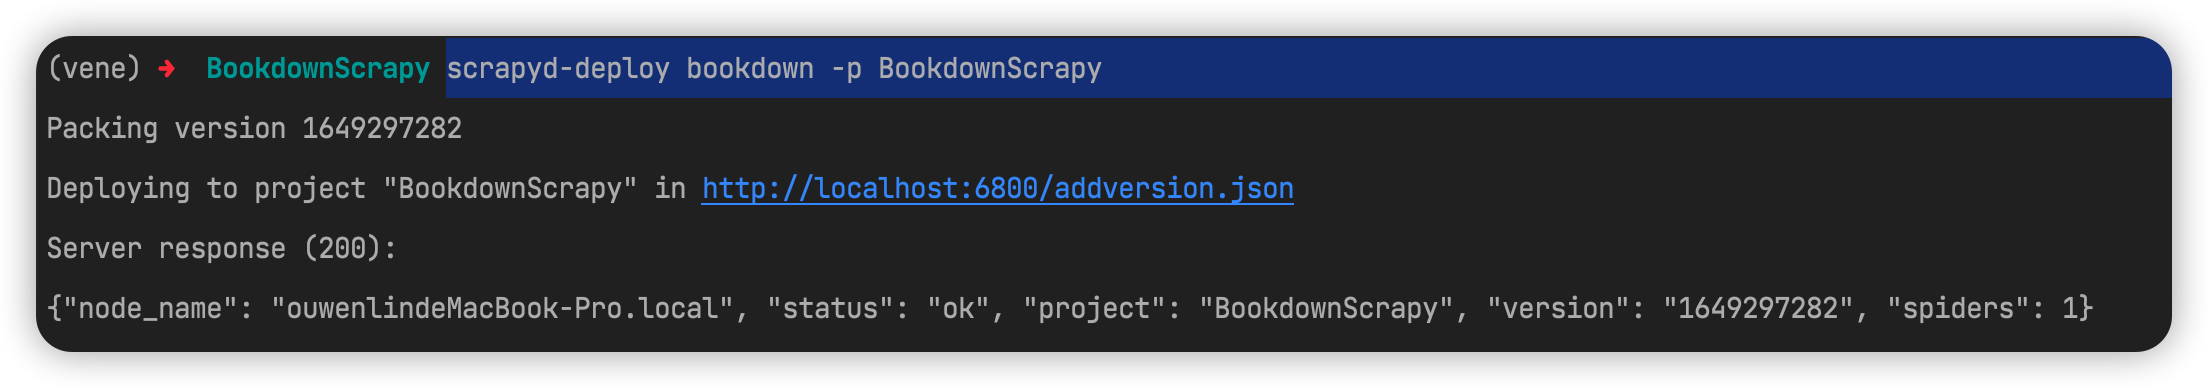 (vene) ➜ BookdownScrapy scrapyd-deploy bookdown -p BookdownScrapy
Packing version 1649297282
Deploying to project "BookdownScrapy" in http://localhost:6800/addversion.json
Server response (200):
{"node_name": "ouwenlindeMacBook-Pro.local", "status": "ok", "project": "BookdownScrapy", "version": "1649297282", "spiders": 1}